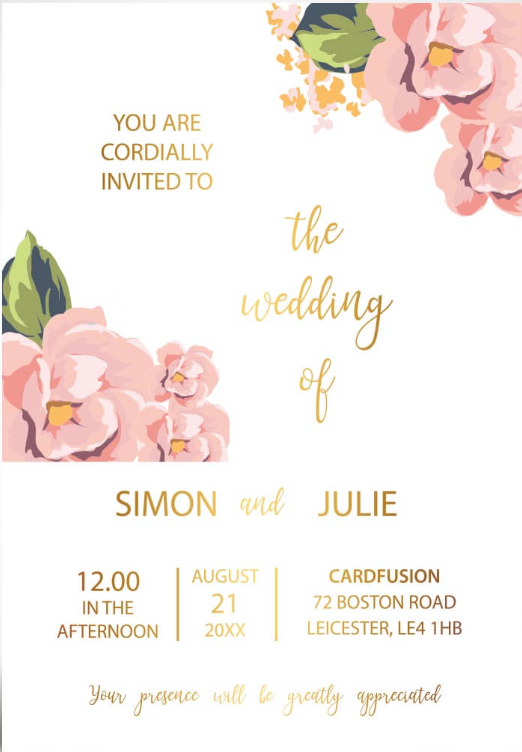 YOU ARE
CORDIALLY
INVITED TO
the
wedding
of
SIMON and JULIE
12.00
IN THE
AFTERNOON
AUGUST
21
20XX
CARDFUSION
72 BOSTON ROAD
LEICESTER, LE4 1HB
Your presence will be greatly appreciated